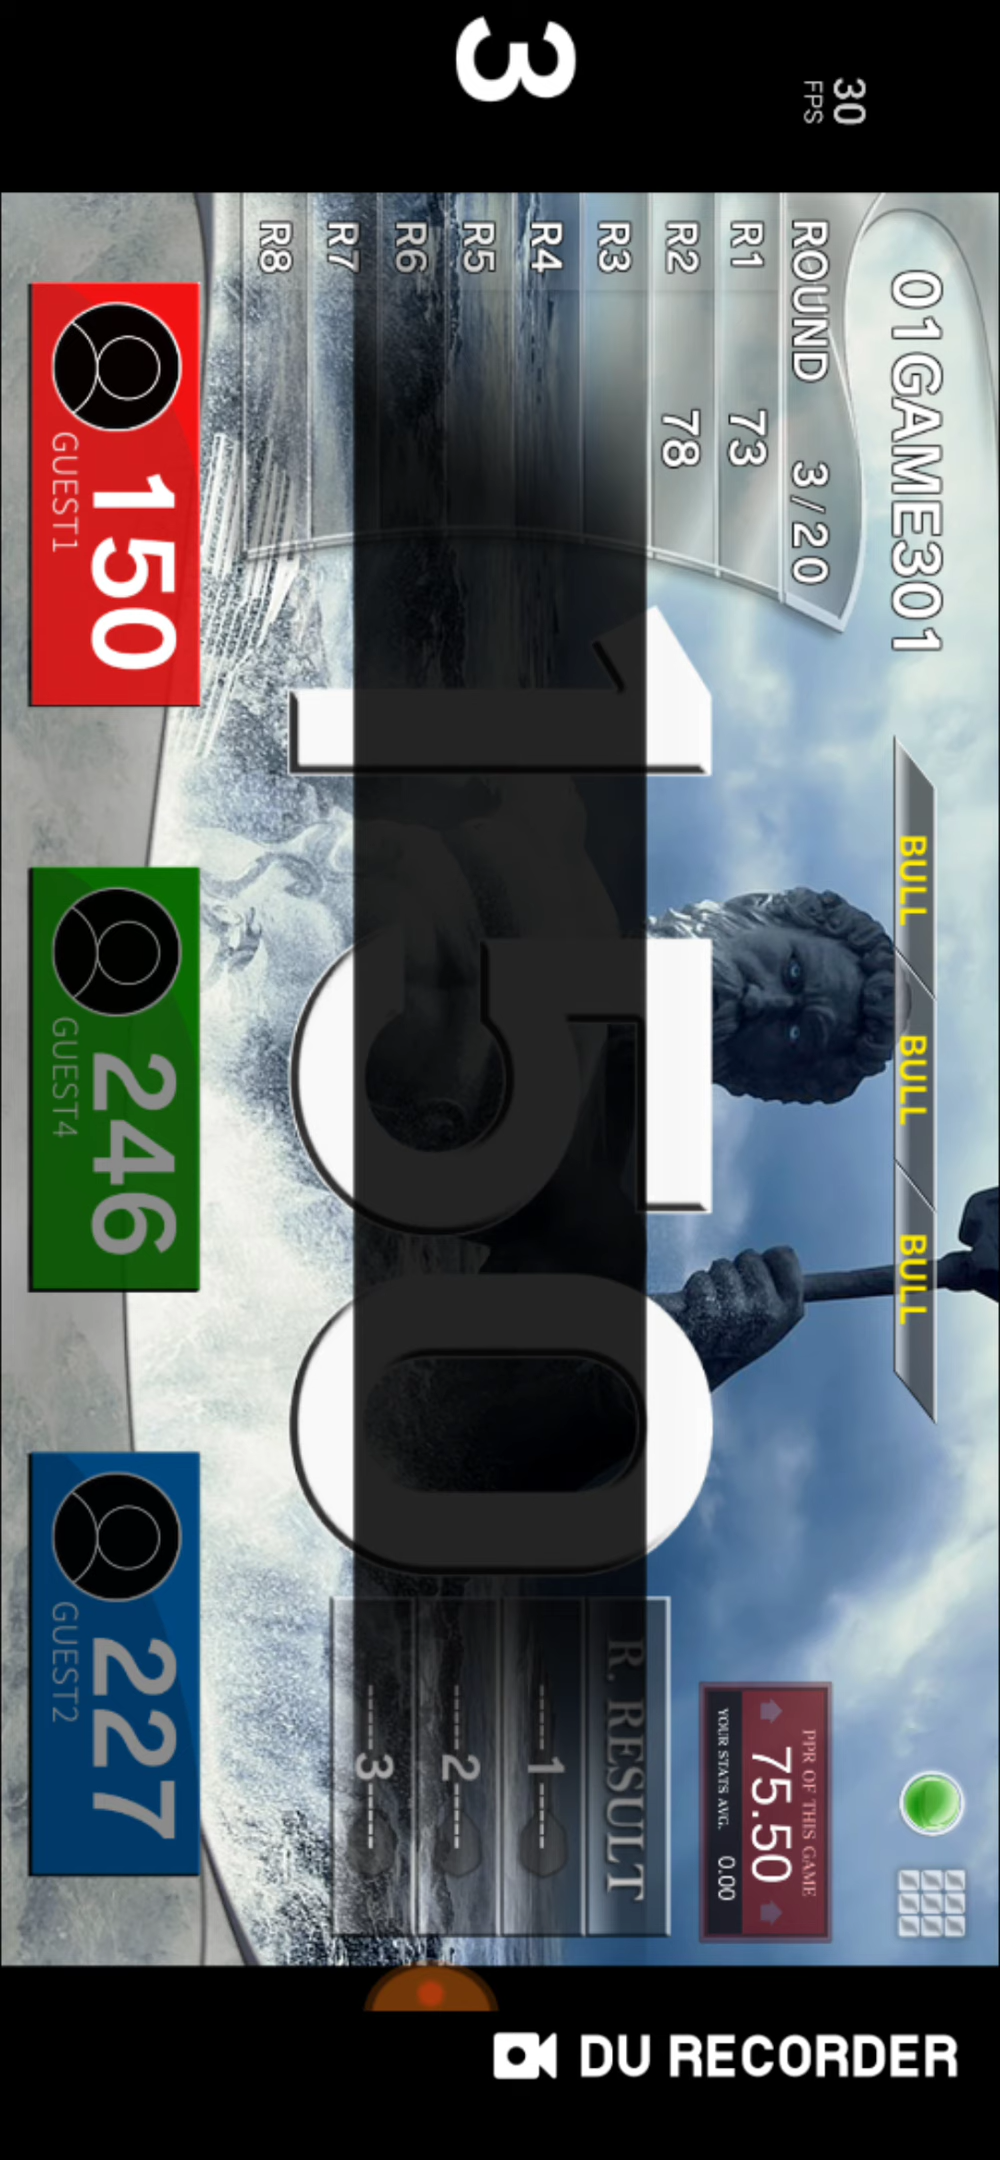 3
30
FPS
01GAME301
BULL BULL BULL
ROUND 3/20
R1 73
R2 78
R3
R4
R5
R6
R7
R8
150
PPR OF THIS GAME
75.50
YOUR STATS AVG. 0.00
R. RESULT
1
2
3
150
GUEST1
246
GUEST4
227
GUEST2
DU RECORDER